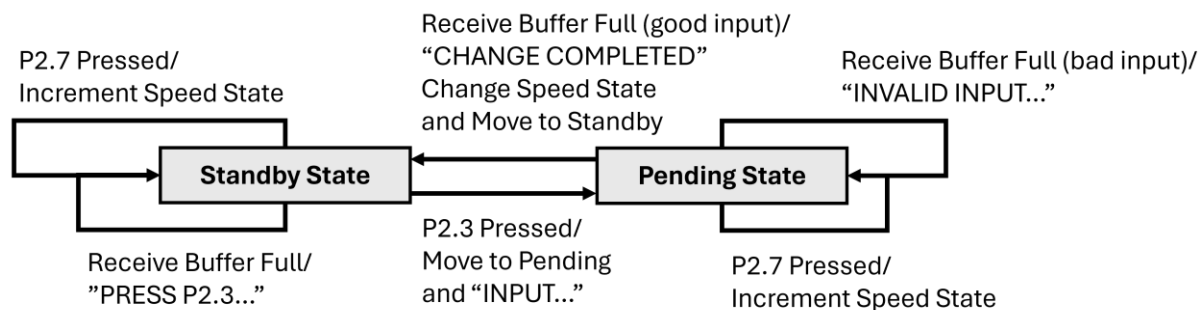 Receive Buffer Full (good input)/
“CHANGE COMPLETED”
Change Speed State
and Move to Standby
P2.7 Pressed/
Increment Speed State
Receive Buffer Full (bad input)/
“INVALID INPUT...”
Standby State
Pending State
Receive Buffer Full/
”PRESS P2.3...”
P2.3 Pressed/
Move to Pending
and “INPUT...”
P2.7 Pressed/
Increment Speed State